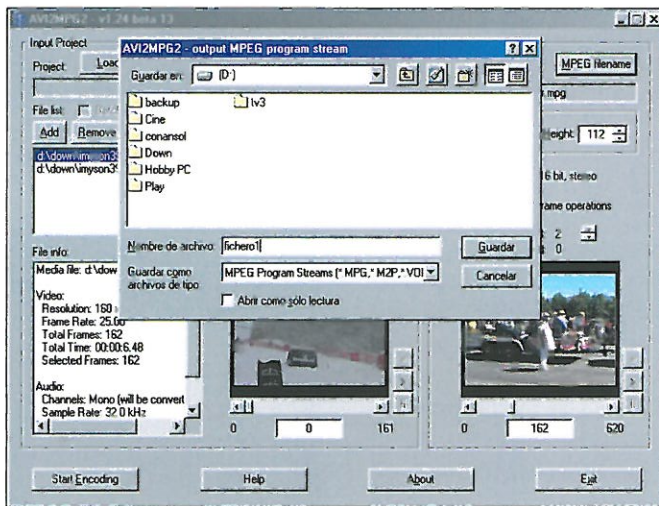 AVI2MPG2 - v1.24 beta 13
Input Project
Project:
AVI2MPG2 - output MPEG program stream
Guardar en: (D:)
backup
Cine
conansol
Down
Hobby PC
Play
lv3
Nombre de archivo: fichero1
Guardar
Guardar como archivos de tipo: MPEG Program Streams (*.MPG,*.M2P,*.VOI
Cancelar
Abrir como sólo lectura
MPEG filename
mpg
File list:
Add
Remove
Height: 112
d:\down\imyson3
d:\down\imyson3
16 bit, stereo
rame operations
2
0
File info:
Media file: d:\dow
Video:
Resolution: 160
Frame Rate: 25.00
Total Frames: 162
Total Time: 00:00:6.48
Selected Frames: 162
Audio:
Channels: Mono (will be convert
Sample Rate: 32.0 kHz
0
0
161
0
162
620
Start Encoding
Help
About
Exit